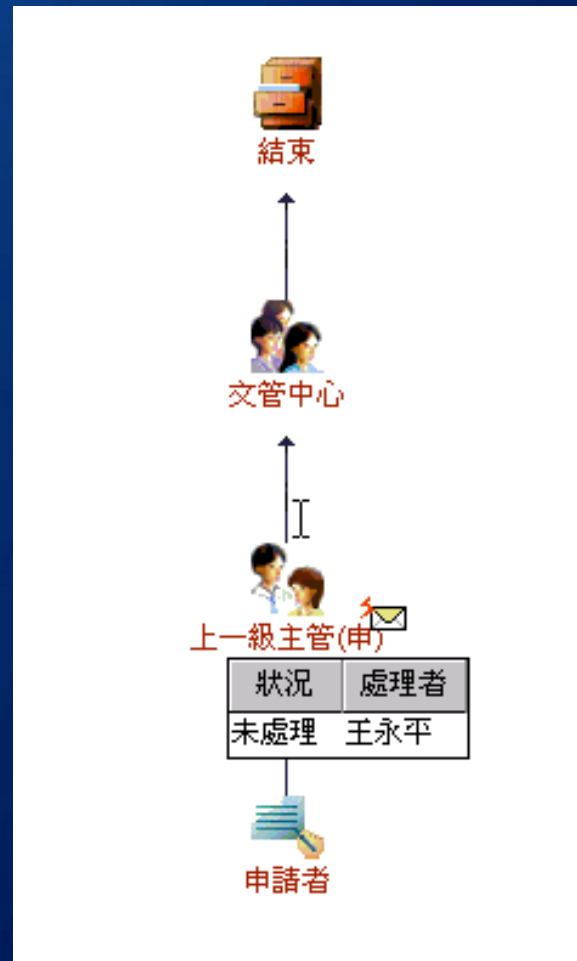 結束
文管中心
上一級主管(申)
狀況 處理者
未處理 王永平
申請者